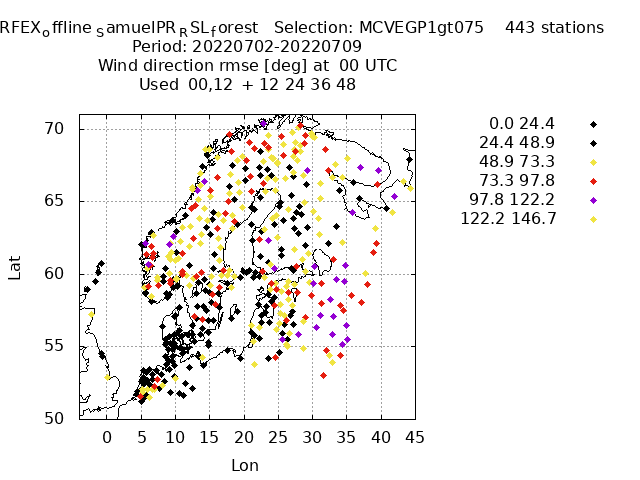 RFEXoffline SamuelPRRSLforest Selection: MCVEGP1gt075 443 stations
Period: 20220702-20220709
Wind direction rmse [deg] at 00 UTC
Used 00,12 + 12 24 36 48
0.0 24.4
24.4 48.9
48.9 73.3
73.3 97.8
97.8 122.2
122.2 146.7
70
65
60
55
50
Lat
0 5 10 15 20 25 30 35 40 45
Lon